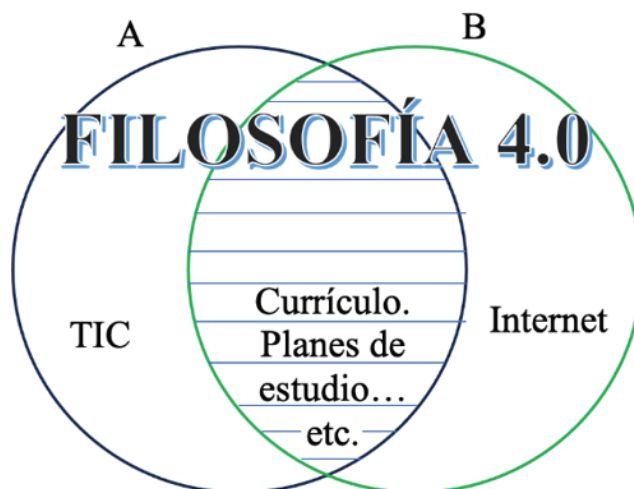 A
B
FILOSOFÍA 4.0
TIC
Currículo.
Planes de
estudio…
etc.
Internet